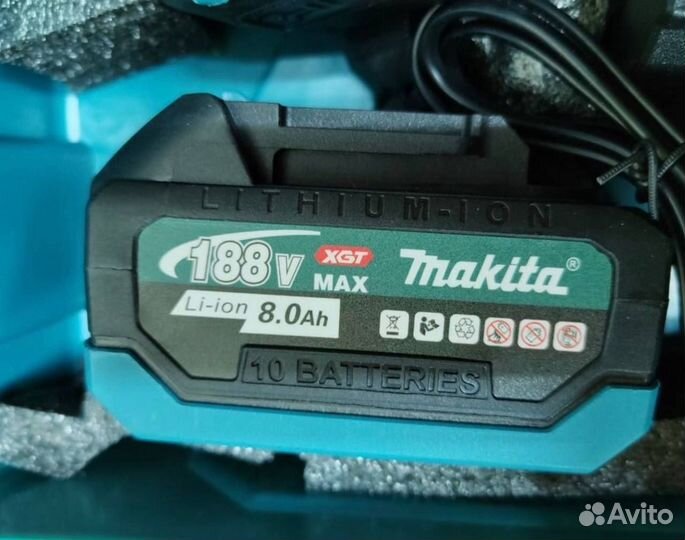 LITHIUM-ION
188V XGT MAX makita®
Li-ion 8.0Ah
10 BATTERIES
Avito